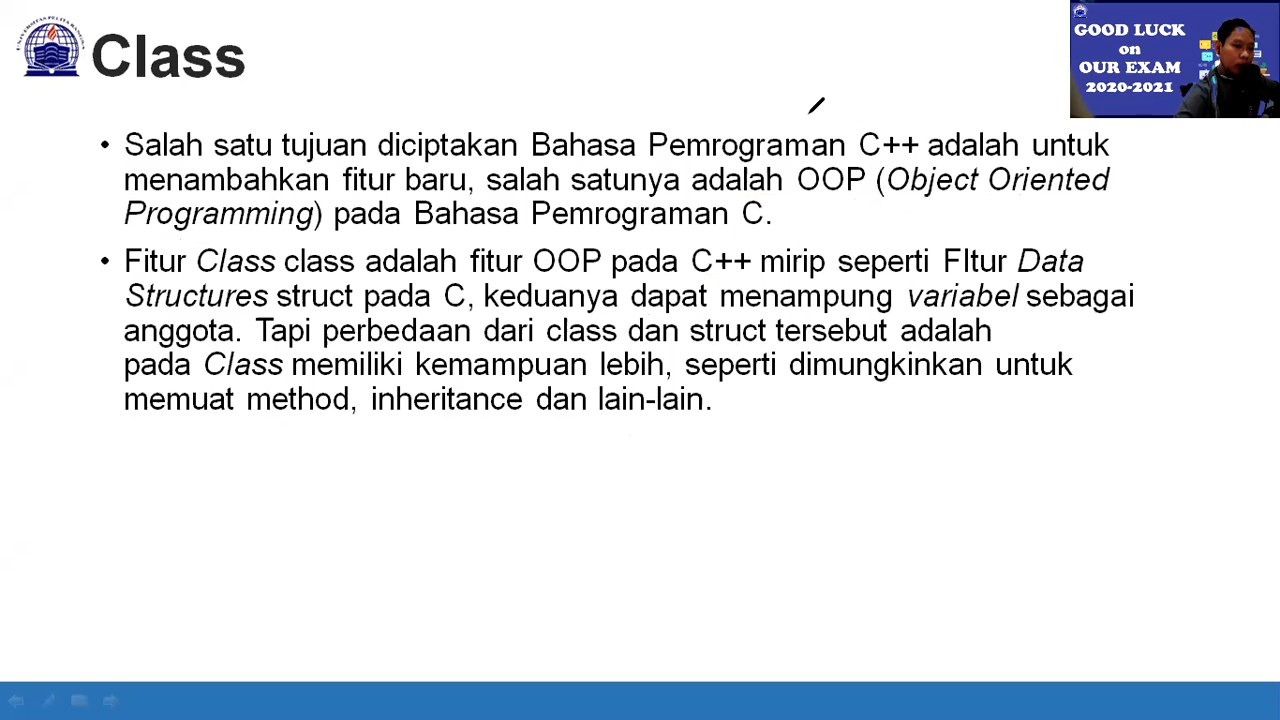 UNIVERSITAS PELITA BANGSA
Class
GOOD LUCK
on
OUR EXAM
2020-2021
• Salah satu tujuan diciptakan Bahasa Pemrograman C++ adalah untuk
menambahkan fitur baru, salah satunya adalah OOP (Object Oriented
Programming) pada Bahasa Pemrograman C.
• Fitur Class class adalah fitur OOP pada C++ mirip seperti FItur Data
Structures struct pada C, keduanya dapat menampung variabel sebagai
anggota. Tapi perbedaan dari class dan struct tersebut adalah
pada Class memiliki kemampuan lebih, seperti dimungkinkan untuk
memuat method, inheritance dan lain-lain.